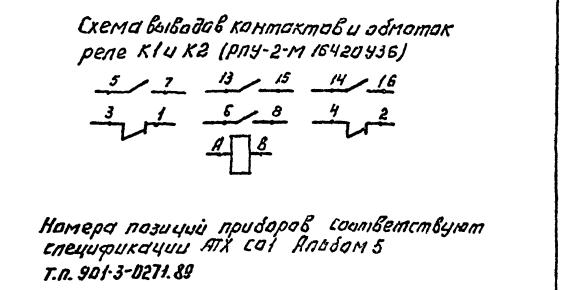 Схема выводов контактов и обмоток
реле К1 и К2 (РПУ-2-М 16420У36)
5 7 13 15 14 16
3 1 6 8 4 2
А В
Номера позиций приборов соответствуют
спецификации АТХ СО1 Альбом 5
Т.п. 901-3-0271.89